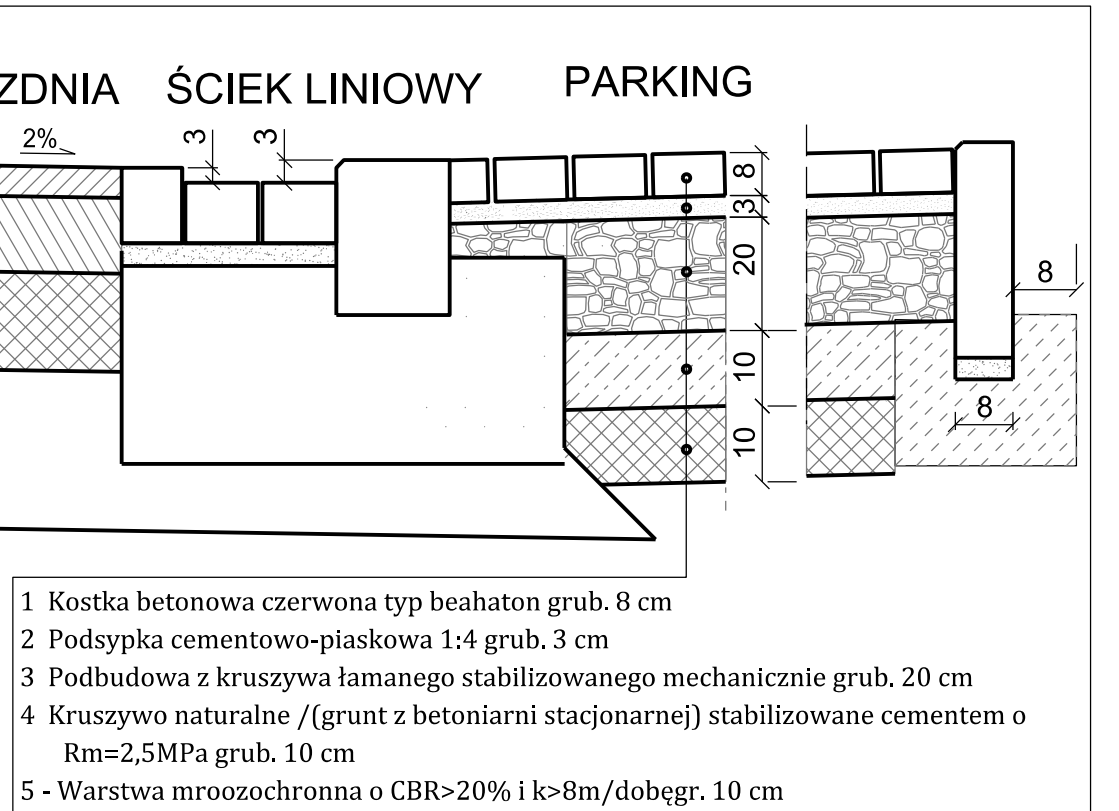 ZDNIA ŚCIEK LINIOWY PARKING
2%
3
3
8
3
20
10
10
8
8
1 Kostka betonowa czerwona typ beahaton grub. 8 cm
2 Podsypka cementowo-piaskowa 1:4 grub. 3 cm
3 Podbudowa z kruszywa łamanego stabilizowanego mechanicznie grub. 20 cm
4 Kruszywo naturalne /(grunt z betoniarni stacjonarnej) stabilizowane cementem o
Rm=2,5MPa grub. 10 cm
5 - Warstwa mroozochronna o CBR>20% i k>8m/dobęgr. 10 cm